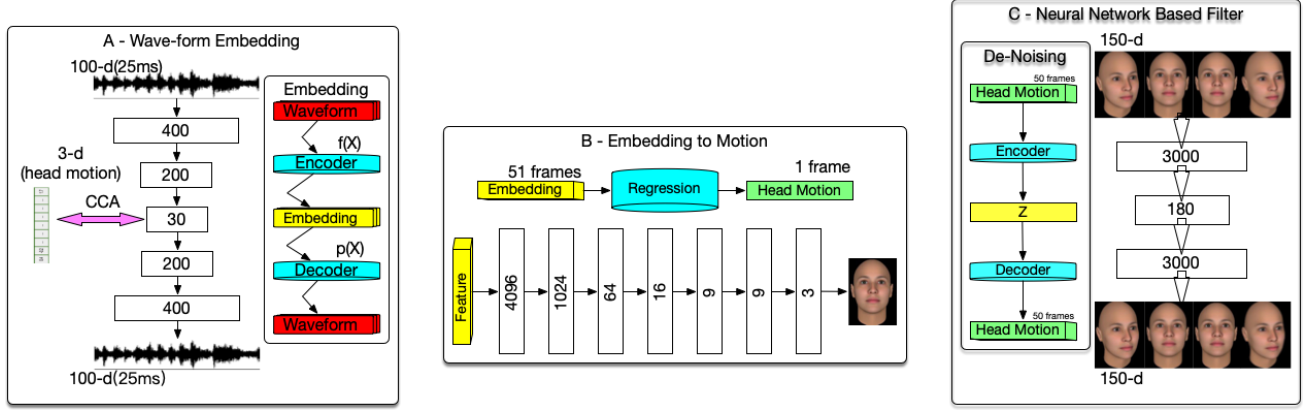 A - Wave-form Embedding
100-d(25ms)
400
3-d
(head motion)
200
CCA
30
200
400
100-d(25ms)
Embedding
Waveform
f(X)
Encoder
Embedding
p(X)
Decoder
Waveform
B - Embedding to Motion
51 frames
1 frame
Embedding
Regression
Head Motion
Feature
4096
1024
64
16
9
9
3
C - Neural Network Based Filter
De-Noising
50 frames
Head Motion
Encoder
Z
Decoder
50 frames
Head Motion
150-d
3000
180
3000
150-d